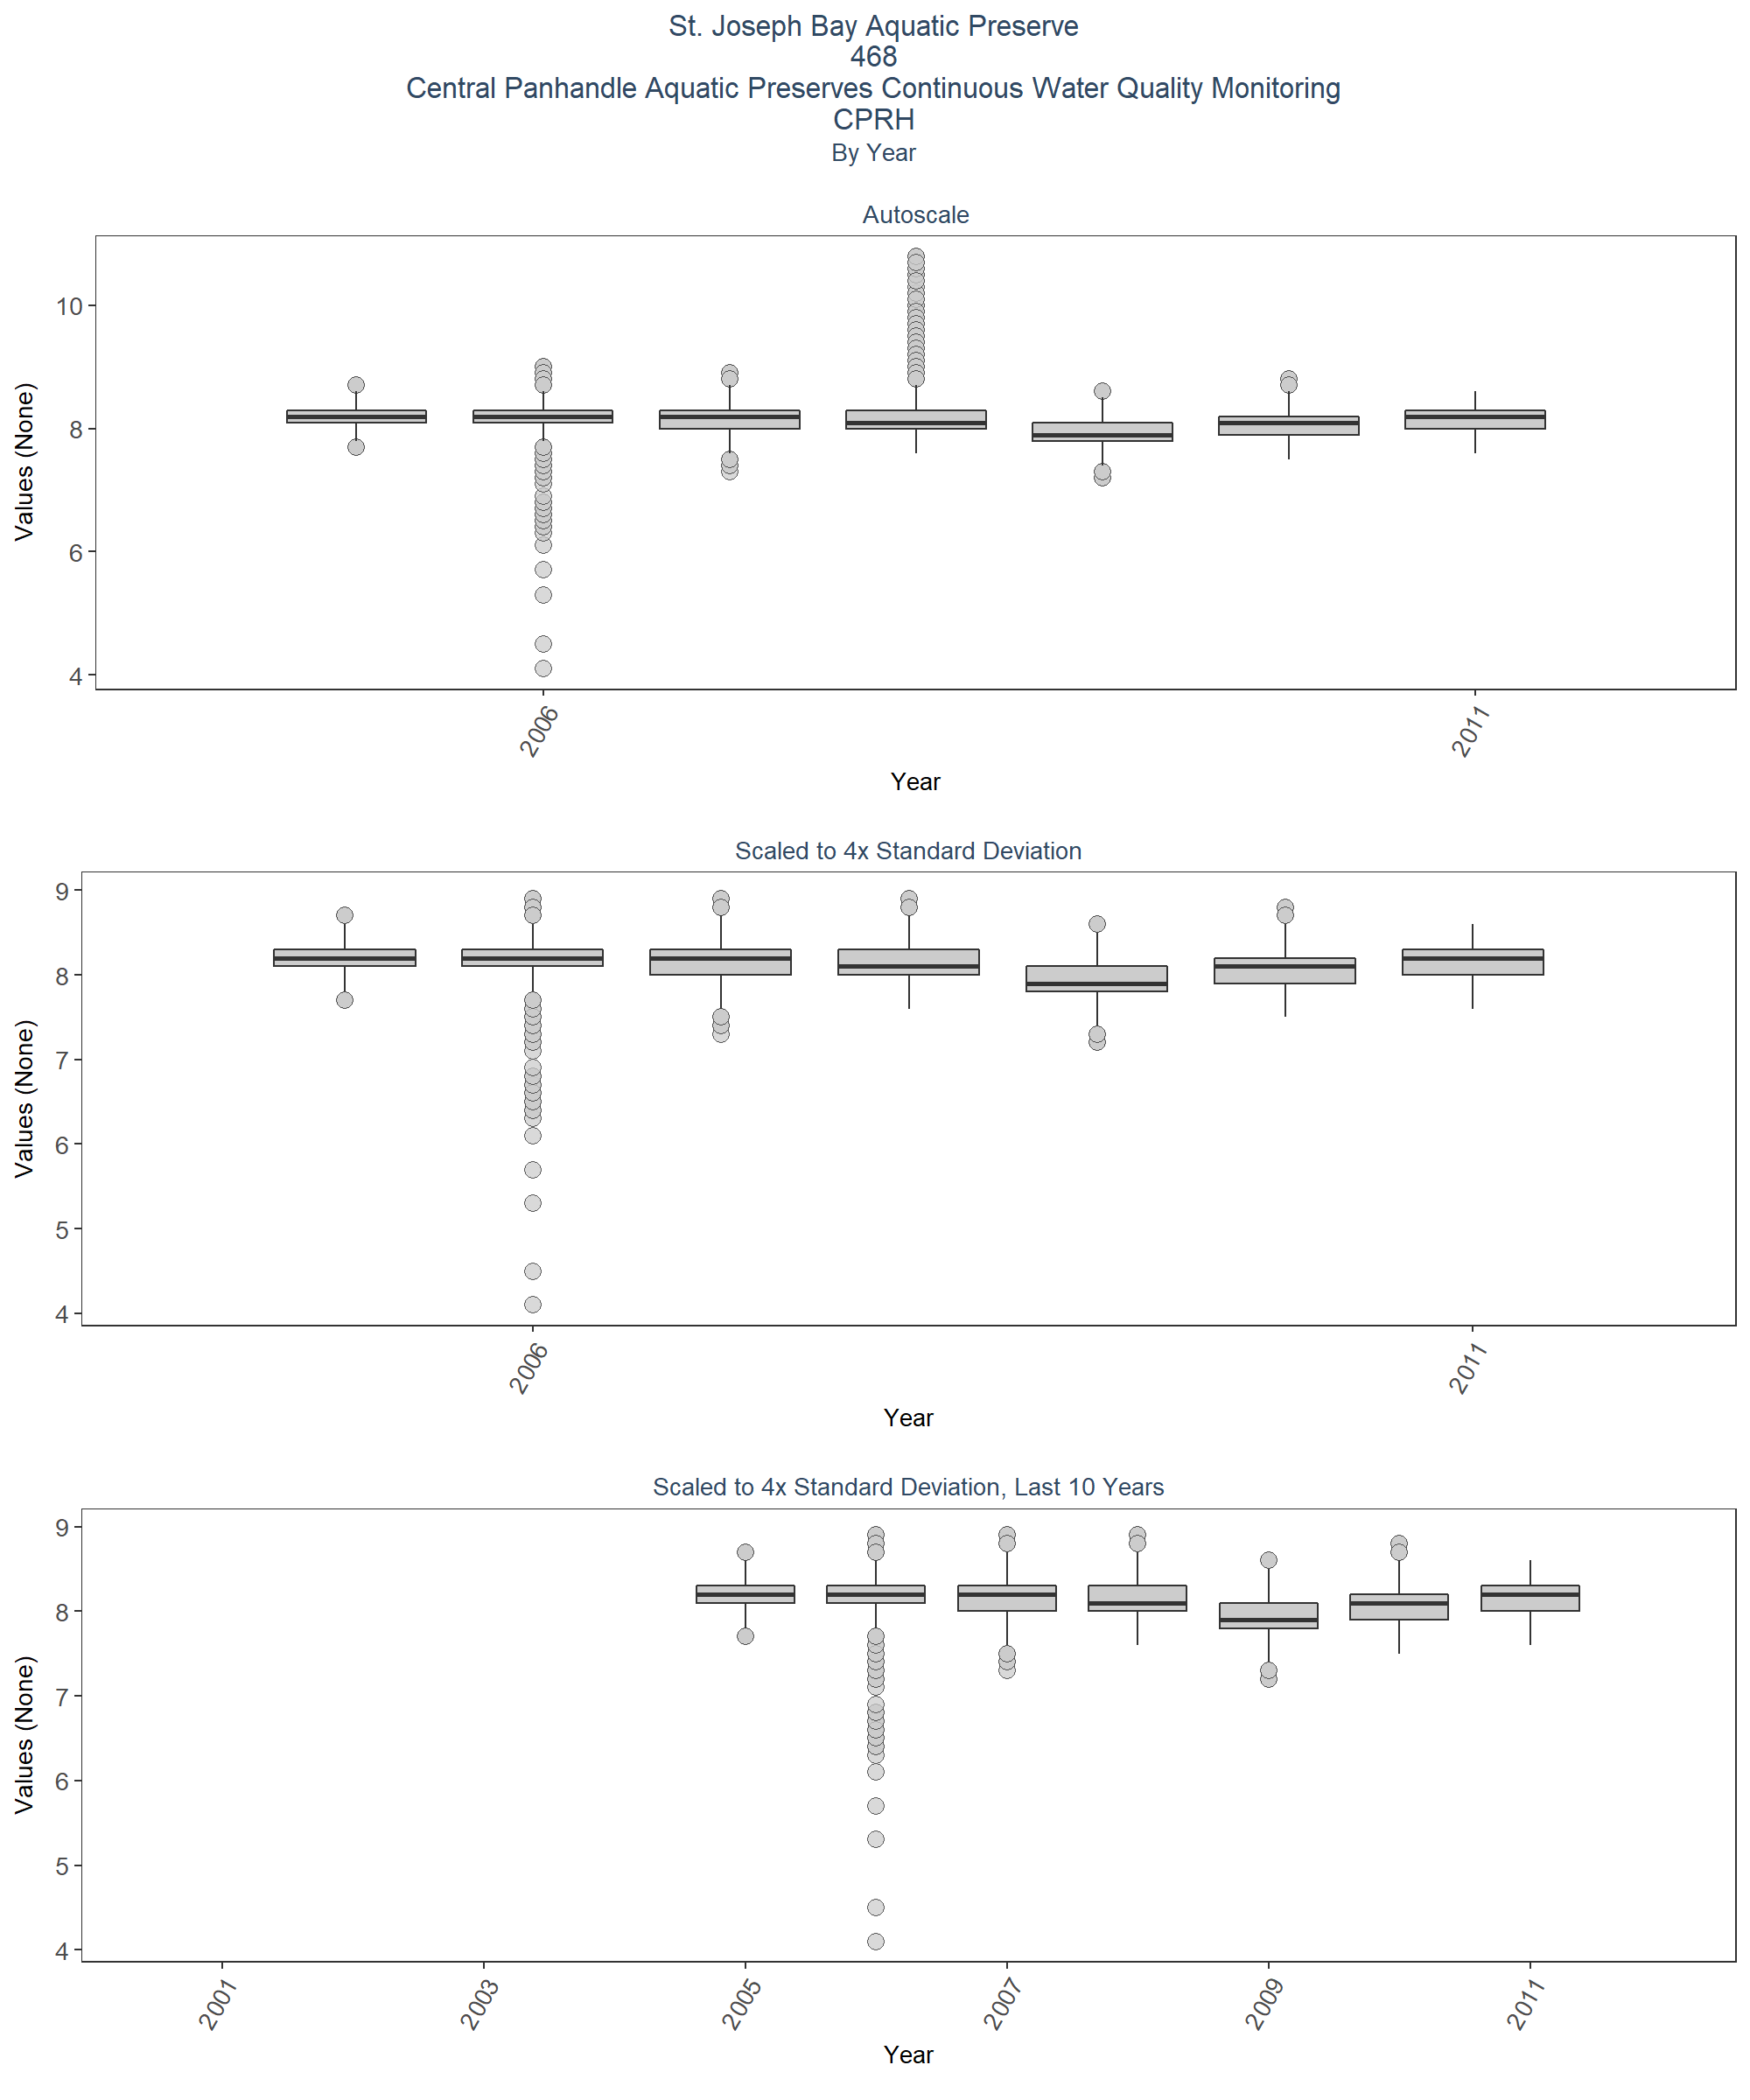 St. Joseph Bay Aquatic Preserve
468
Central Panhandle Aquatic Preserves Continuous Water Quality Monitoring
CPRH
By Year
Autoscale
Values (None)
10
8
6
4
2006
2011
Year
Scaled to 4x Standard Deviation
Values (None)
9
8
7
6
5
4
2006
2011
Year
Scaled to 4x Standard Deviation, Last 10 Years
Values (None)
9
8
7
6
5
4
2001
2003
2005
2007
2009
2011
Year